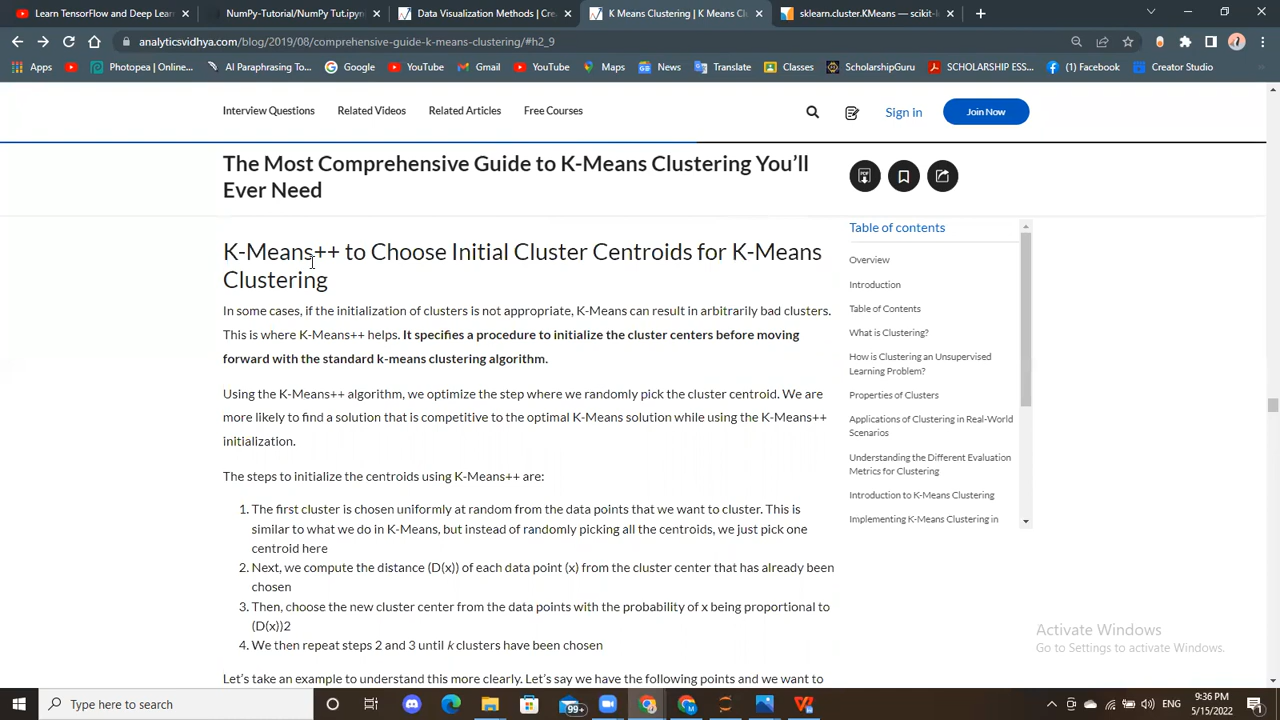 Learn TensorFlow and Deep Lear
NumPy-Tutorial/NumPy Tut.ipynb
Data Visualization Methods | Crea
K Means Clustering | K Means Clu
sklearn.cluster.KMeans — scikit-l
analyticsvidhya.com/blog/2019/08/comprehensive-guide-k-means-clustering/#h2_9
Apps
Photopea | Online...
AI Paraphrasing To...
Google
YouTube
Gmail
YouTube
Maps
News
Translate
Classes
ScholarshipGuru
SCHOLARSHIP ESS...
(1) Facebook
Creator Studio
Interview Questions
Related Videos
Related Articles
Free Courses
Sign in
Join Now
The Most Comprehensive Guide to K-Means Clustering You'll
Ever Need
PDF
K-Means++ to Choose Initial Cluster Centroids for K-Means
Clustering
In some cases, if the initialization of clusters is not appropriate, K-Means can result in arbitrarily bad clusters.
This is where K-Means++ helps. It specifies a procedure to initialize the cluster centers before moving
forward with the standard k-means clustering algorithm.
Using the K-Means++ algorithm, we optimize the step where we randomly pick the cluster centroid. We are
more likely to find a solution that is competitive to the optimal K-Means solution while using the K-Means++
initialization.
The steps to initialize the centroids using K-Means++ are:
1. The first cluster is chosen uniformly at random from the data points that we want to cluster. This is
similar to what we do in K-Means, but instead of randomly picking all the centroids, we just pick one
centroid here
2. Next, we compute the distance (D(x)) of each data point (x) from the cluster center that has already been
chosen
3. Then, choose the new cluster center from the data points with the probability of x being proportional to
(D(x))2
4. We then repeat steps 2 and 3 until k clusters have been chosen
Let's take an example to understand this more clearly. Let's say we have the following points and we want to
Table of contents
Overview
Introduction
Table of Contents
What is Clustering?
How is Clustering an Unsupervised
Learning Problem?
Properties of Clusters
Applications of Clustering in Real-World
Scenarios
Understanding the Different Evaluation
Metrics for Clustering
Introduction to K-Means Clustering
Implementing K-Means Clustering in
Activate Windows
Go to Settings to activate Windows.
Type here to search
99+
9:36 PM
5/15/2022